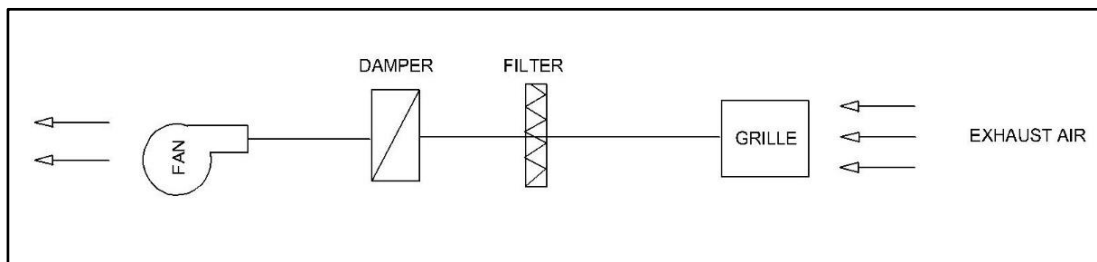 DAMPER
FILTER
FAN
GRILLE
EXHAUST AIR